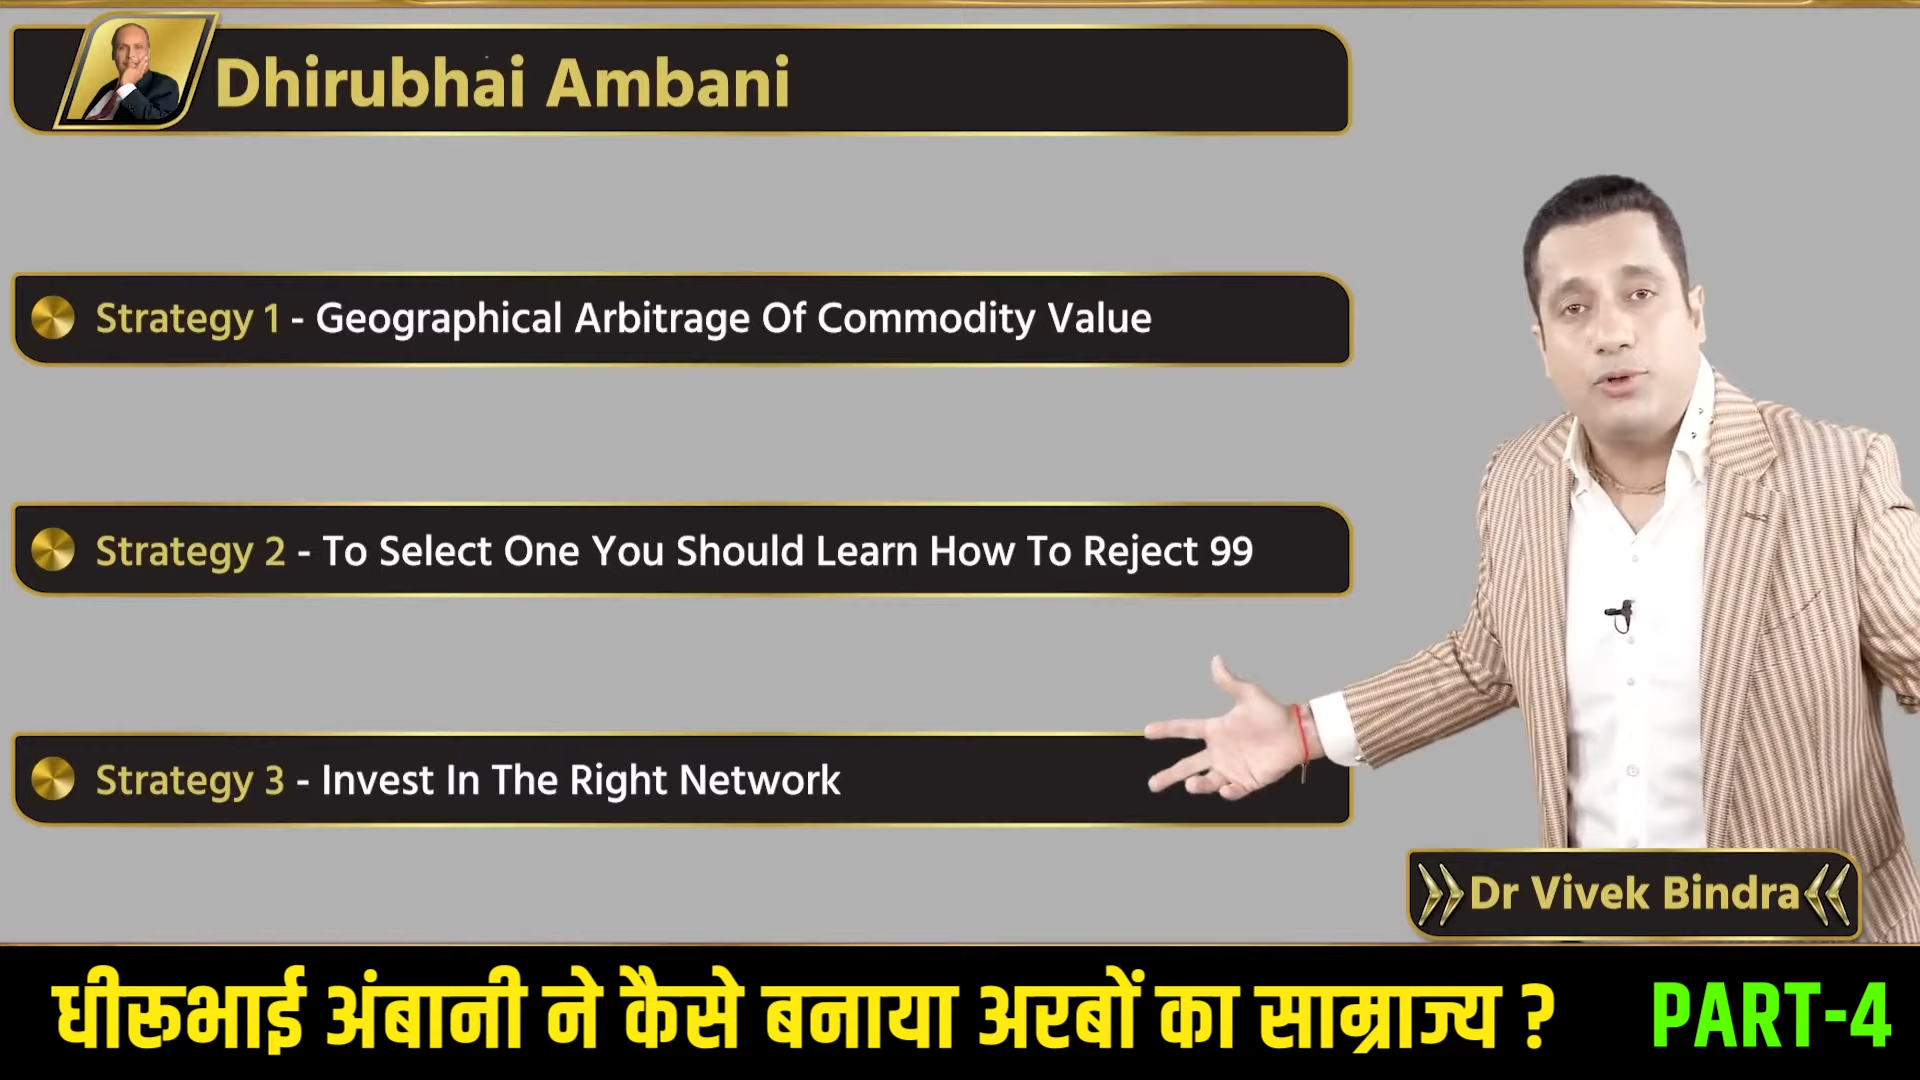 Dhirubhai Ambani
Strategy 1 - Geographical Arbitrage Of Commodity Value
Strategy 2 - To Select One You Should Learn How To Reject 99
Strategy 3 - Invest In The Right Network
Dr Vivek Bindra
धीरूभाई अंबानी ने कैसे बनाया अरबों का साम्राज्य ? PART-4